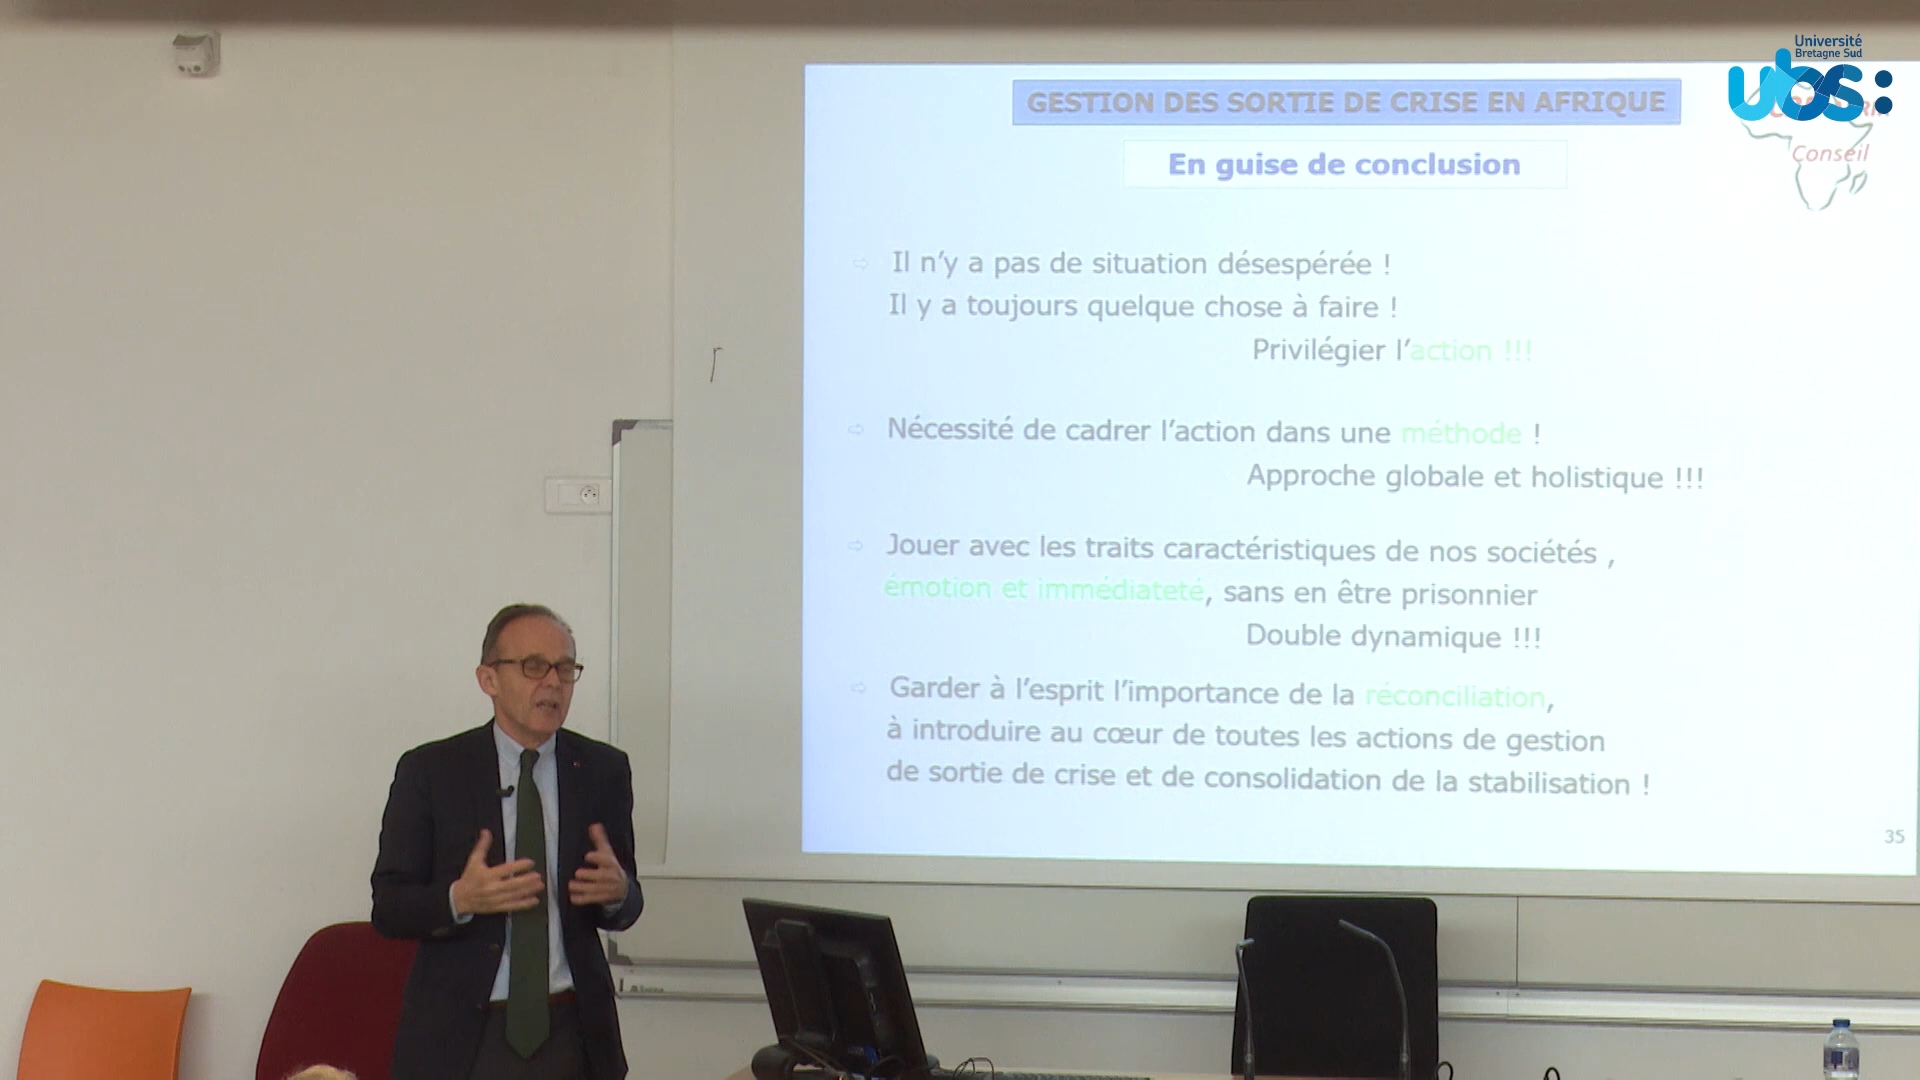 Université
Bretagne Sud
ubs:
GESTION DES SORTIE DE CRISE EN AFRIQUE
Conseil
En guise de conclusion
⇨ Il n'y a pas de situation désespérée !
Il y a toujours quelque chose à faire !
Privilégier l'action !!!
⇨ Nécessité de cadrer l'action dans une méthode !
Approche globale et holistique !!!
⇨ Jouer avec les traits caractéristiques de nos sociétés ,
émotion et immédiateté, sans en être prisonnier
Double dynamique !!!
⇨ Garder à l'esprit l'importance de la réconciliation,
à introduire au cœur de toutes les actions de gestion
de sortie de crise et de consolidation de la stabilisation !
35